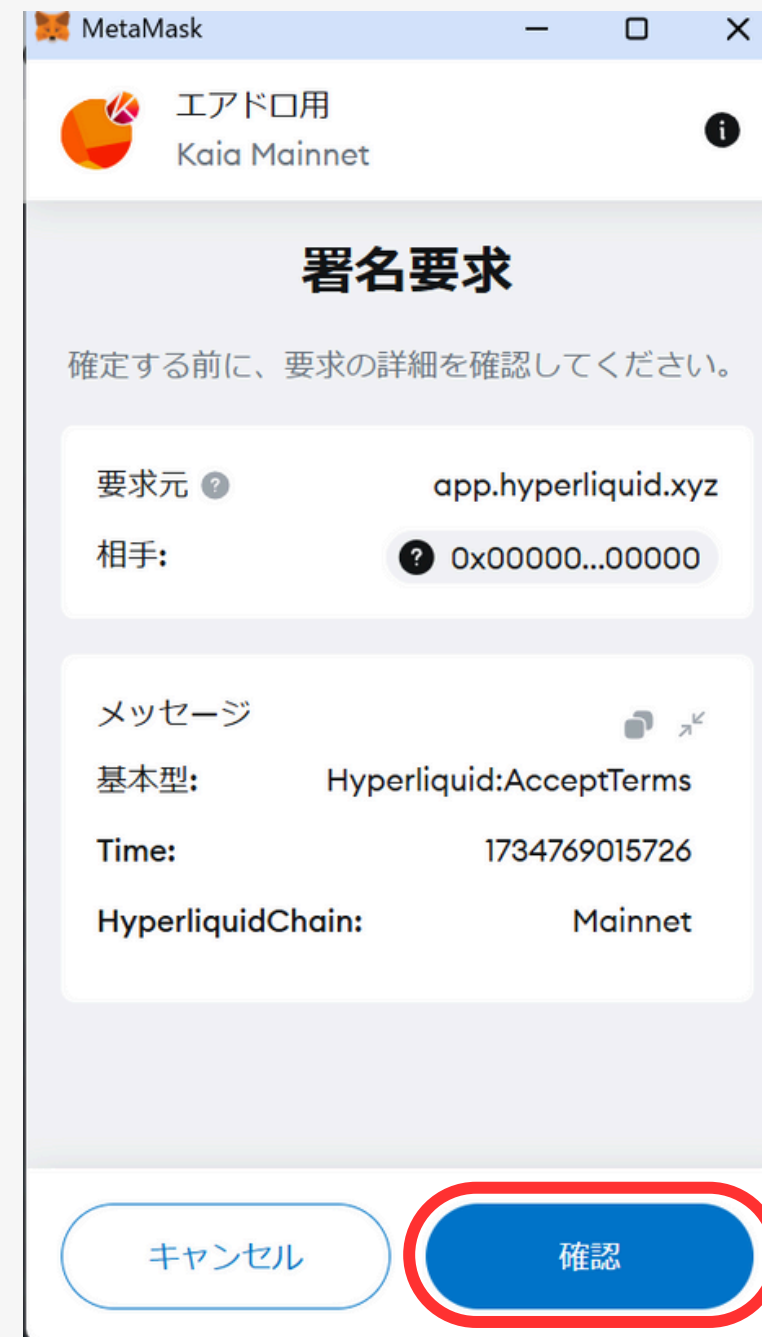 MetaMask
エアドロ用
Kaia Mainnet
署名要求
確定する前に、要求の詳細を確認してください。
要求元 ?
app.hyperliquid.xyz
相手:
? 0x00000...00000
メッセージ
基本型: Hyperliquid:AcceptTerms
Time: 1734769015726
HyperliquidChain: Mainnet
キャンセル
確認